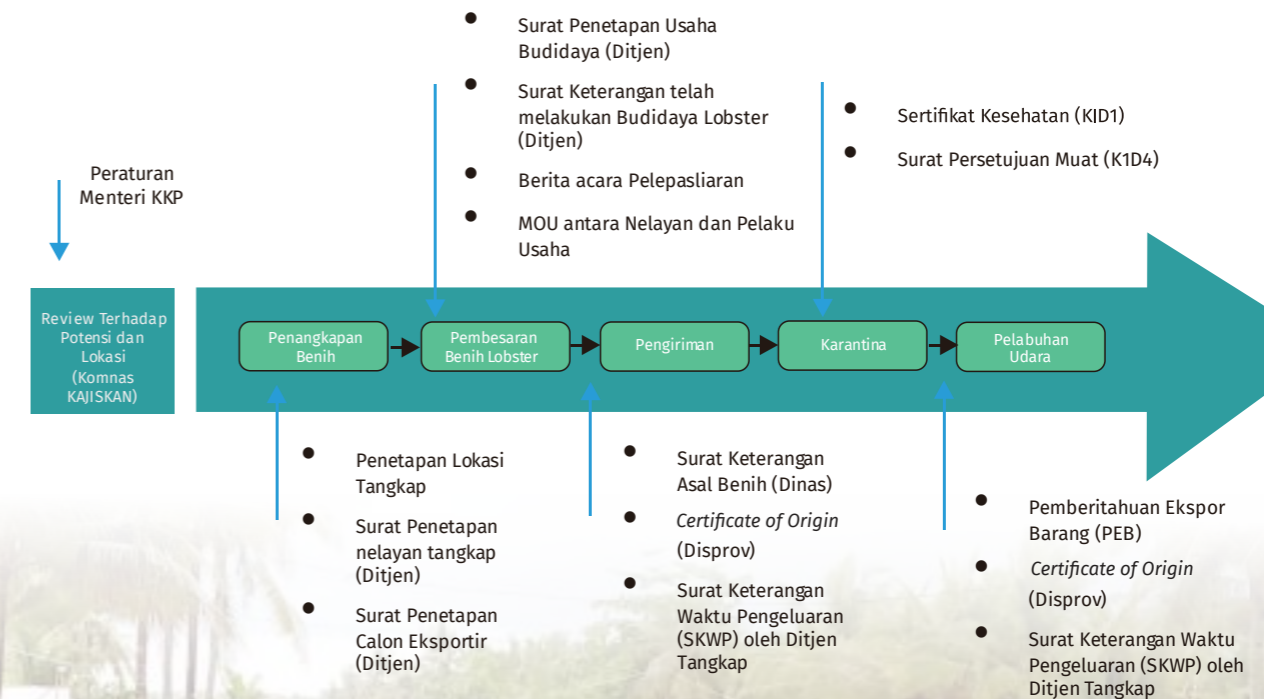 Surat Penetapan Usaha
Budidaya (Ditjen)
Surat Keterangan telah
melakukan Budidaya Lobster
(Ditjen)
Berita acara Pelepasliaran
MOU antara Nelayan dan Pelaku
Usaha
Sertifikat Kesehatan (KID1)
Surat Persetujuan Muat (K1D4)
Peraturan
Menteri KKP
Review Terhadap
Potensi dan
Lokasi
(Komnas
KAJISKAN)
Penangkapan
Benih
Pembesaran
Benih Lobster
Pengiriman
Karantina
Pelabuhan
Udara
Penetapan Lokasi
Tangkap
Surat Penetapan
nelayan tangkap
(Ditjen)
Surat Penetapan
Calon Eksportir
(Ditjen)
Surat Keterangan
Asal Benih (Dinas)
Certificate of Origin
(Disprov)
Surat Keterangan
Waktu Pengeluaran
(SKWP) oleh Ditjen
Tangkap
Pemberitahuan Ekspor
Barang (PEB)
Certificate of Origin
(Disprov)
Surat Keterangan Waktu
Pengeluaran (SKWP) oleh
Ditjen Tangkap